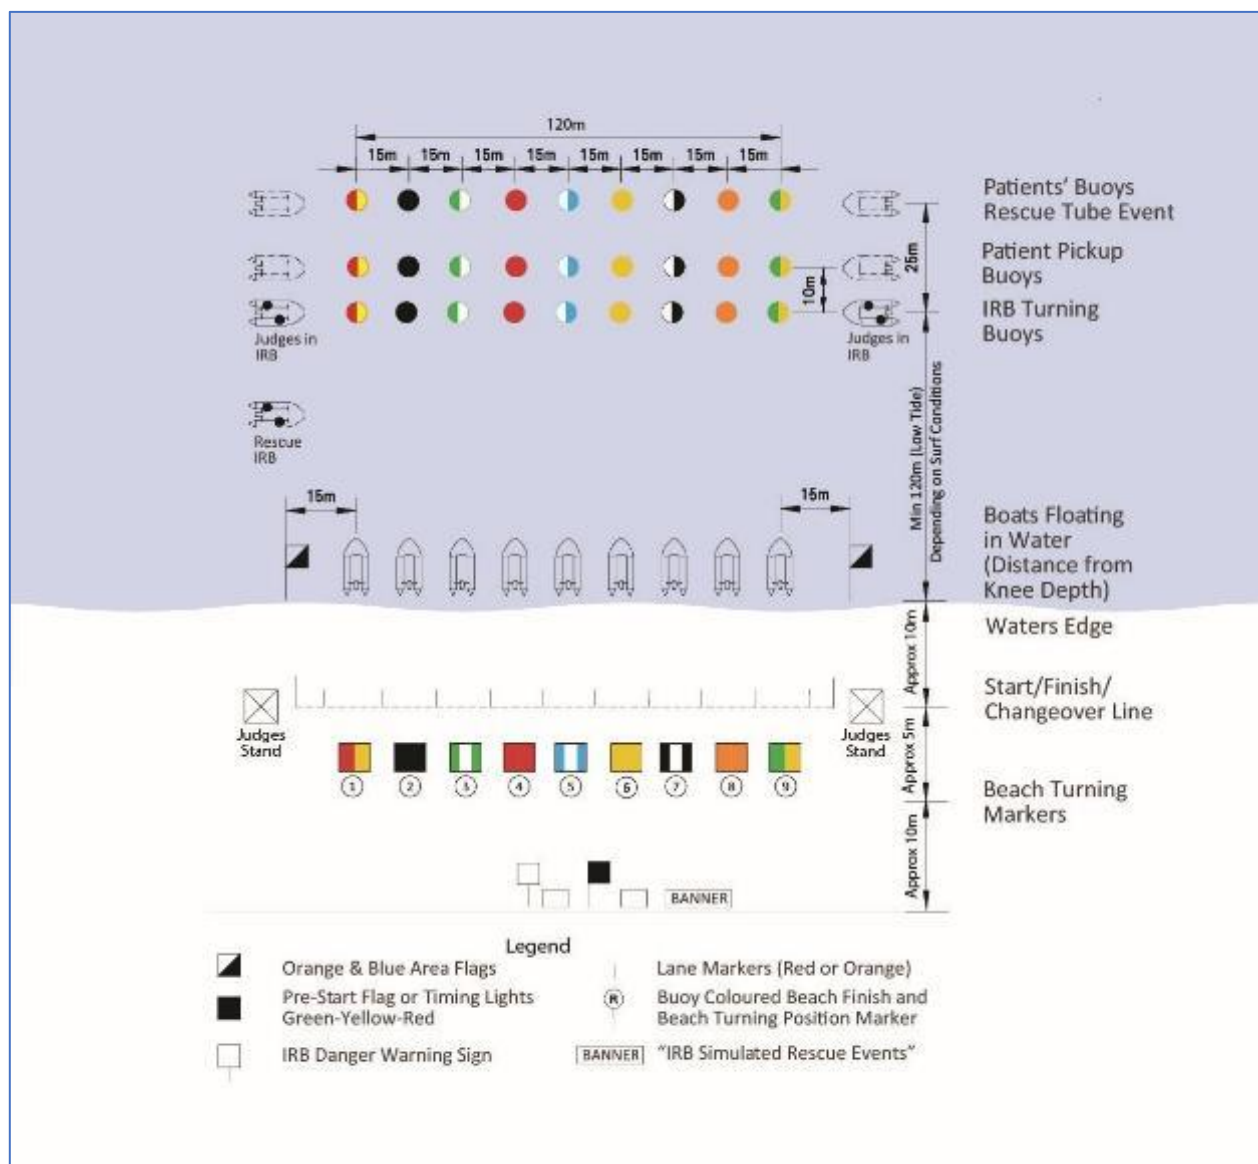 120m
15m 15m 15m 15m 15m 15m 15m 15m
Patients' Buoys
Rescue Tube Event
25m
Patient Pickup
Buoys
10m
IRB Turning
Buoys
Judges in
IRB
Judges in
IRB
Rescue
IRB
Min 120m (Low Tide)
Depending on Surf Conditions
15m
15m
Boats Floating
in Water
(Distance from
Knee Depth)
Waters Edge
Approx 10m
Start/Finish/
Changeover Line
Judges
Stand
Judges
Stand
Approx 5m
1 2 3 4 5 6 7 8 9
Beach Turning
Markers
Approx 10m
BANNER
Legend
Orange & Blue Area Flags
Pre-Start Flag or Timing Lights
Green-Yellow-Red
IRB Danger Warning Sign
Lane Markers (Red or Orange)
R Buoy Coloured Beach Finish and
Beach Turning Position Marker
BANNER "IRB Simulated Rescue Events"